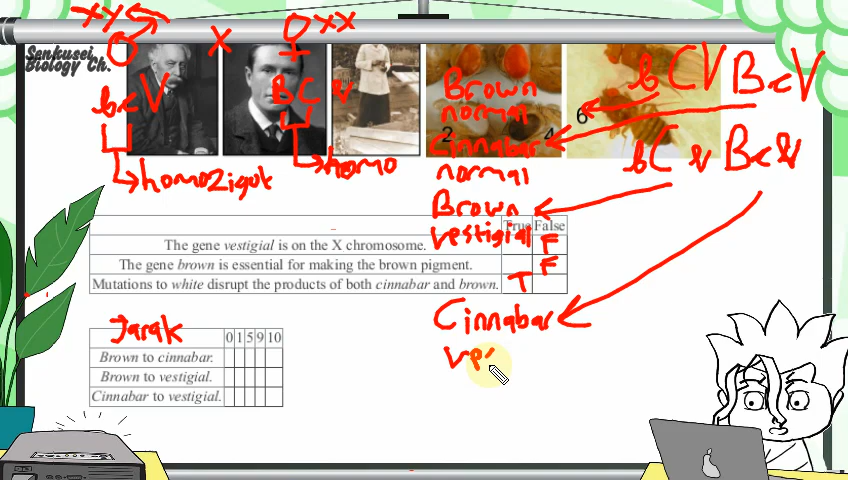 XY
X
XX
Senkusei
Biology Ch.
bcV
BC v
homozigot
homo
Brown
normal
Cinnabar
normal
Brown
vestigial
Cinnabar
bCV BcV
bC v Bcv
2
4
6
True False
The gene vestigial is on the X chromosome. F
The gene brown is essential for making the brown pigment. F
Mutations to white disrupt the products of both cinnabar and brown. T
Jarak 0 1 5 9 10
Brown to cinnabar.
Brown to vestigial.
Cinnabar to vestigial.